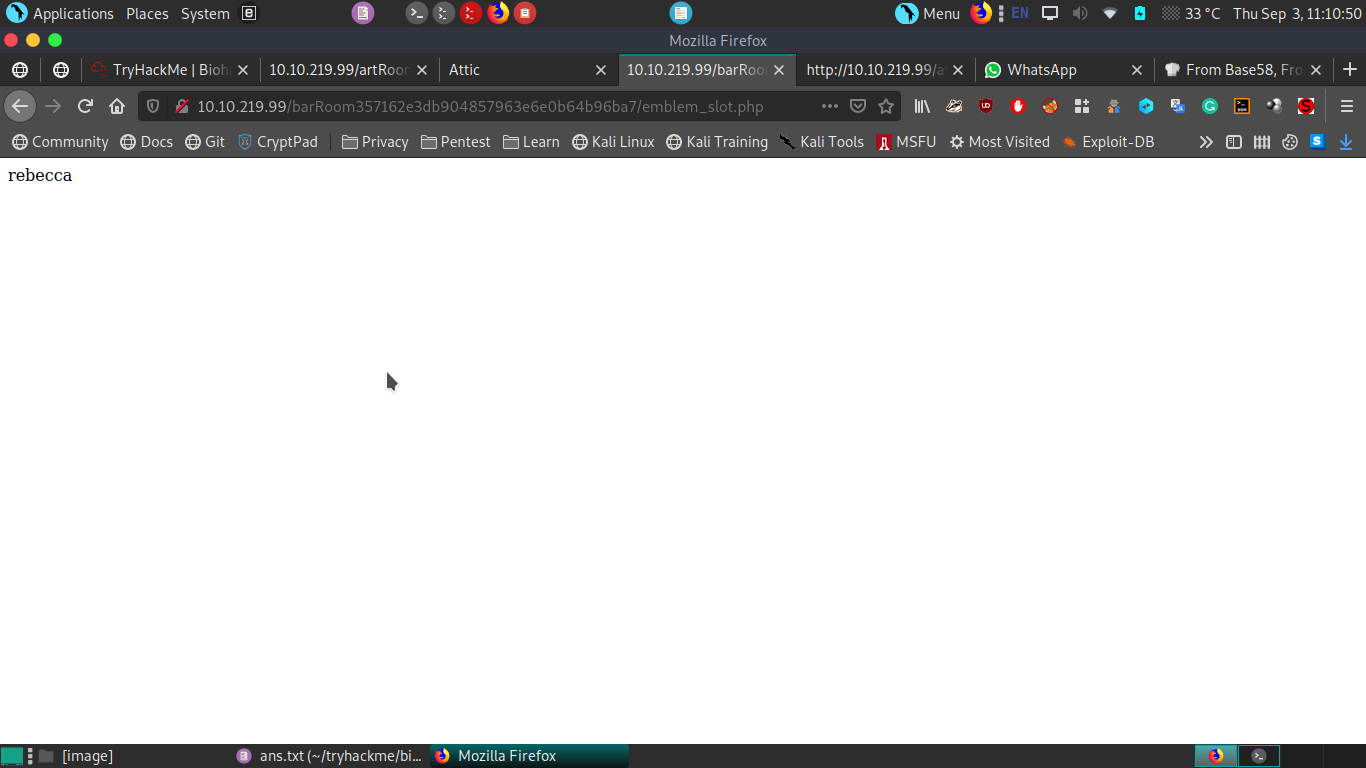 Applications Places System Menu EN 33 °C Thu Sep 3, 11:10:50
Mozilla Firefox
TryHackMe | Bioh 10.10.219.99/artRoom Attic 10.10.219.99/barRoo http://10.10.219.99/a WhatsApp From Base58, Fro
10.10.219.99/barRoom357162e3db904857963e6e0b64b96ba7/emblem_slot.php
Community Docs Git CryptPad Privacy Pentest Learn Kali Linux Kali Training Kali Tools MSFU Most Visited Exploit-DB
rebecca
[image] ans.txt (~/tryhackme/bi... Mozilla Firefox